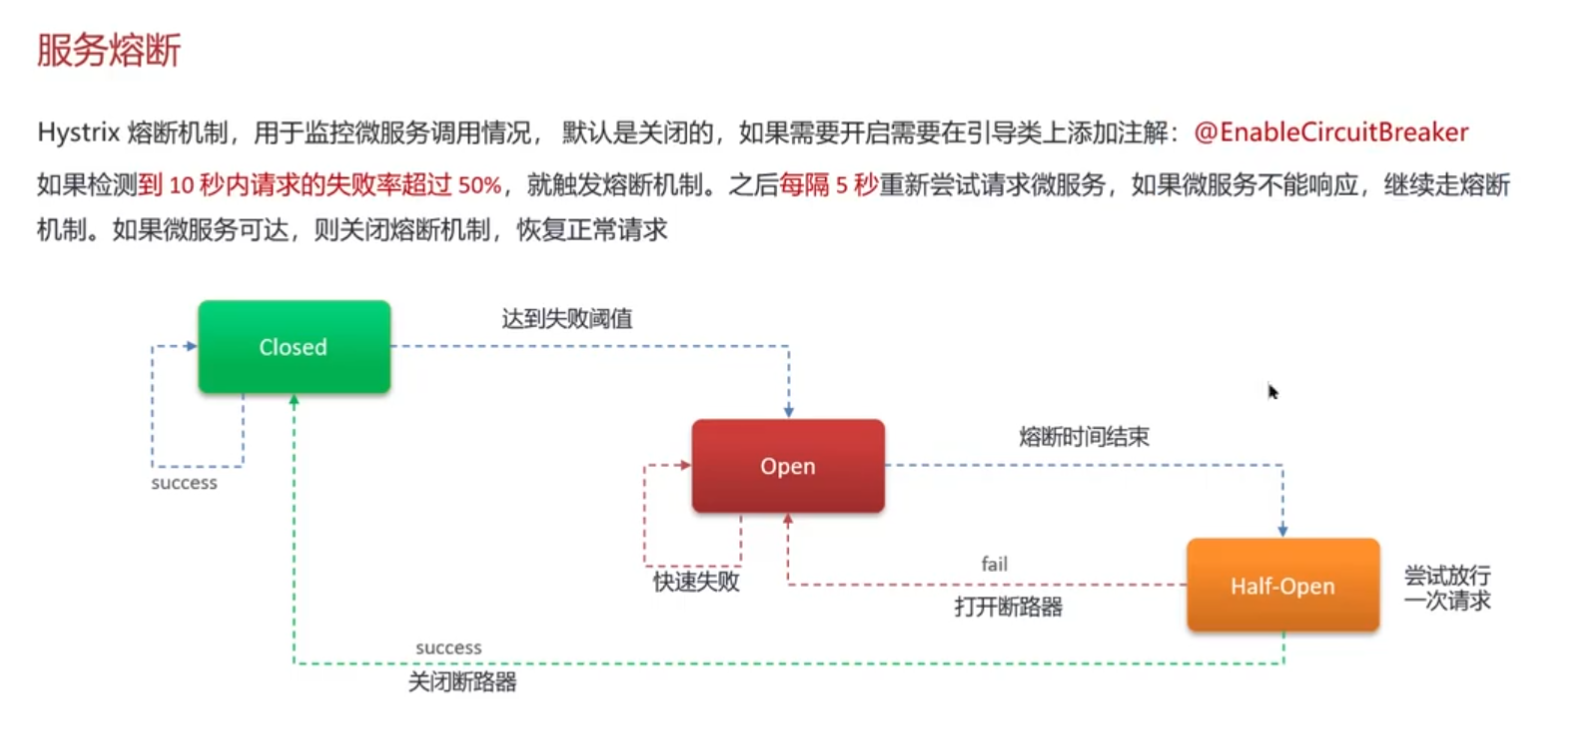 服务熔断
Hystrix 熔断机制，用于监控微服务调用情况， 默认是关闭的，如果需要开启需要在引导类上添加注解：@EnableCircuitBreaker
如果检测到 10 秒内请求的失败率超过 50%，就触发熔断机制。之后每隔 5 秒重新尝试请求微服务，如果微服务不能响应，继续走熔断
机制。如果微服务可达，则关闭熔断机制，恢复正常请求
达到失败阈值
Closed
success
熔断时间结束
Open
快速失败
fail
打开断路器
Half-Open
尝试放行
一次请求
success
关闭断路器